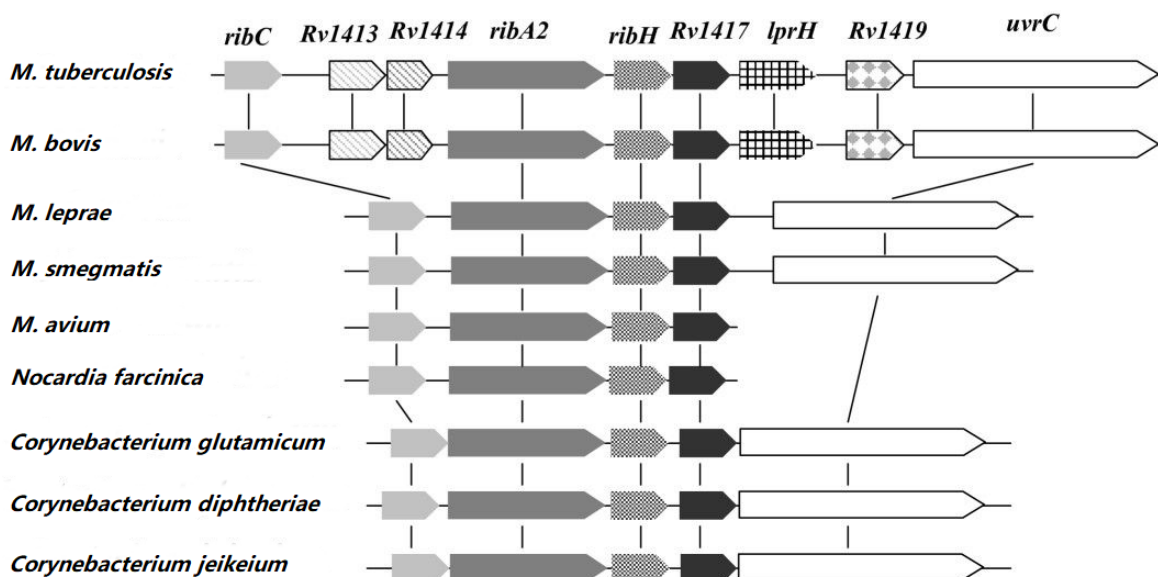 ribC Rv1413 Rv1414 ribA2 ribH Rv1417 lprH Rv1419 uvrC
M. tuberculosis
M. bovis
M. leprae
M. smegmatis
M. avium
Nocardia farcinica
Corynebacterium glutamicum
Corynebacterium diphtheriae
Corynebacterium jeikeium